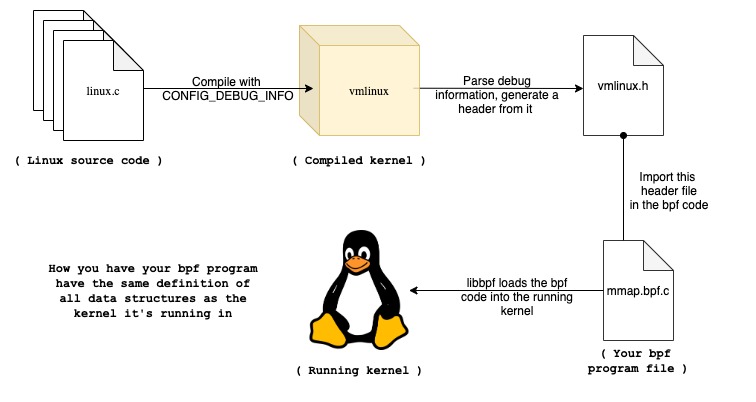 linux.c
Compile with
CONFIG_DEBUG_INFO
vmlinux
Parse debug
information, generate a
header from it
vmlinux.h
( Linux source code )
( Compiled kernel )
Import this
header file
in the bpf code
How you have your bpf program
have the same definition of
all data structures as the
kernel it's running in
libbpf loads the bpf
code into the running
kernel
mmap.bpf.c
( Running kernel )
( Your bpf
program file )